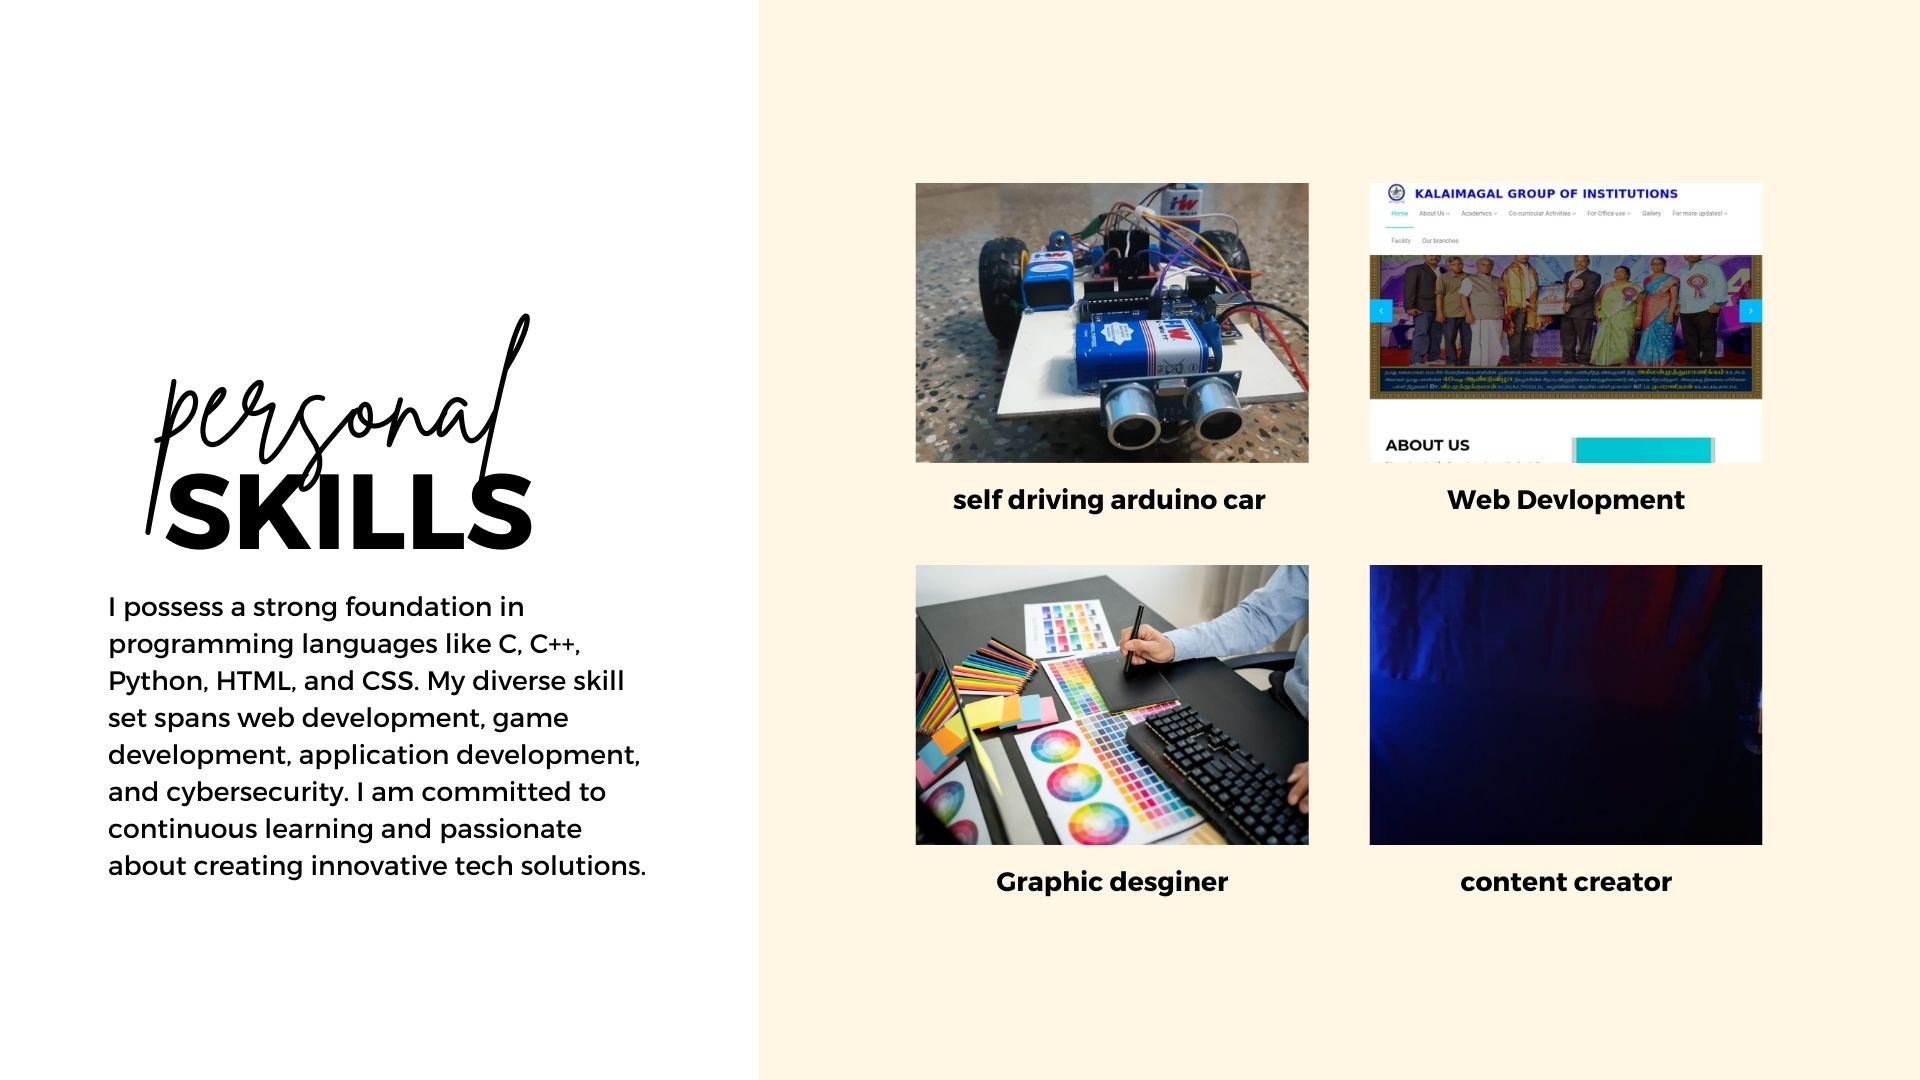 personal
SKILLS
I possess a strong foundation in
programming languages like C, C++,
Python, HTML, and CSS. My diverse skill
set spans web development, game
development, application development,
and cybersecurity. I am committed to
continuous learning and passionate
about creating innovative tech solutions.
HW
HW
HW
self driving arduino car
KALAIMAGAL GROUP OF INSTITUTIONS
Home About Us Academics Co-curricular Activities For Office use Gallery For more updates!
Facility Our branches
ABOUT US
Web Devlopment
Graphic desginer
content creator